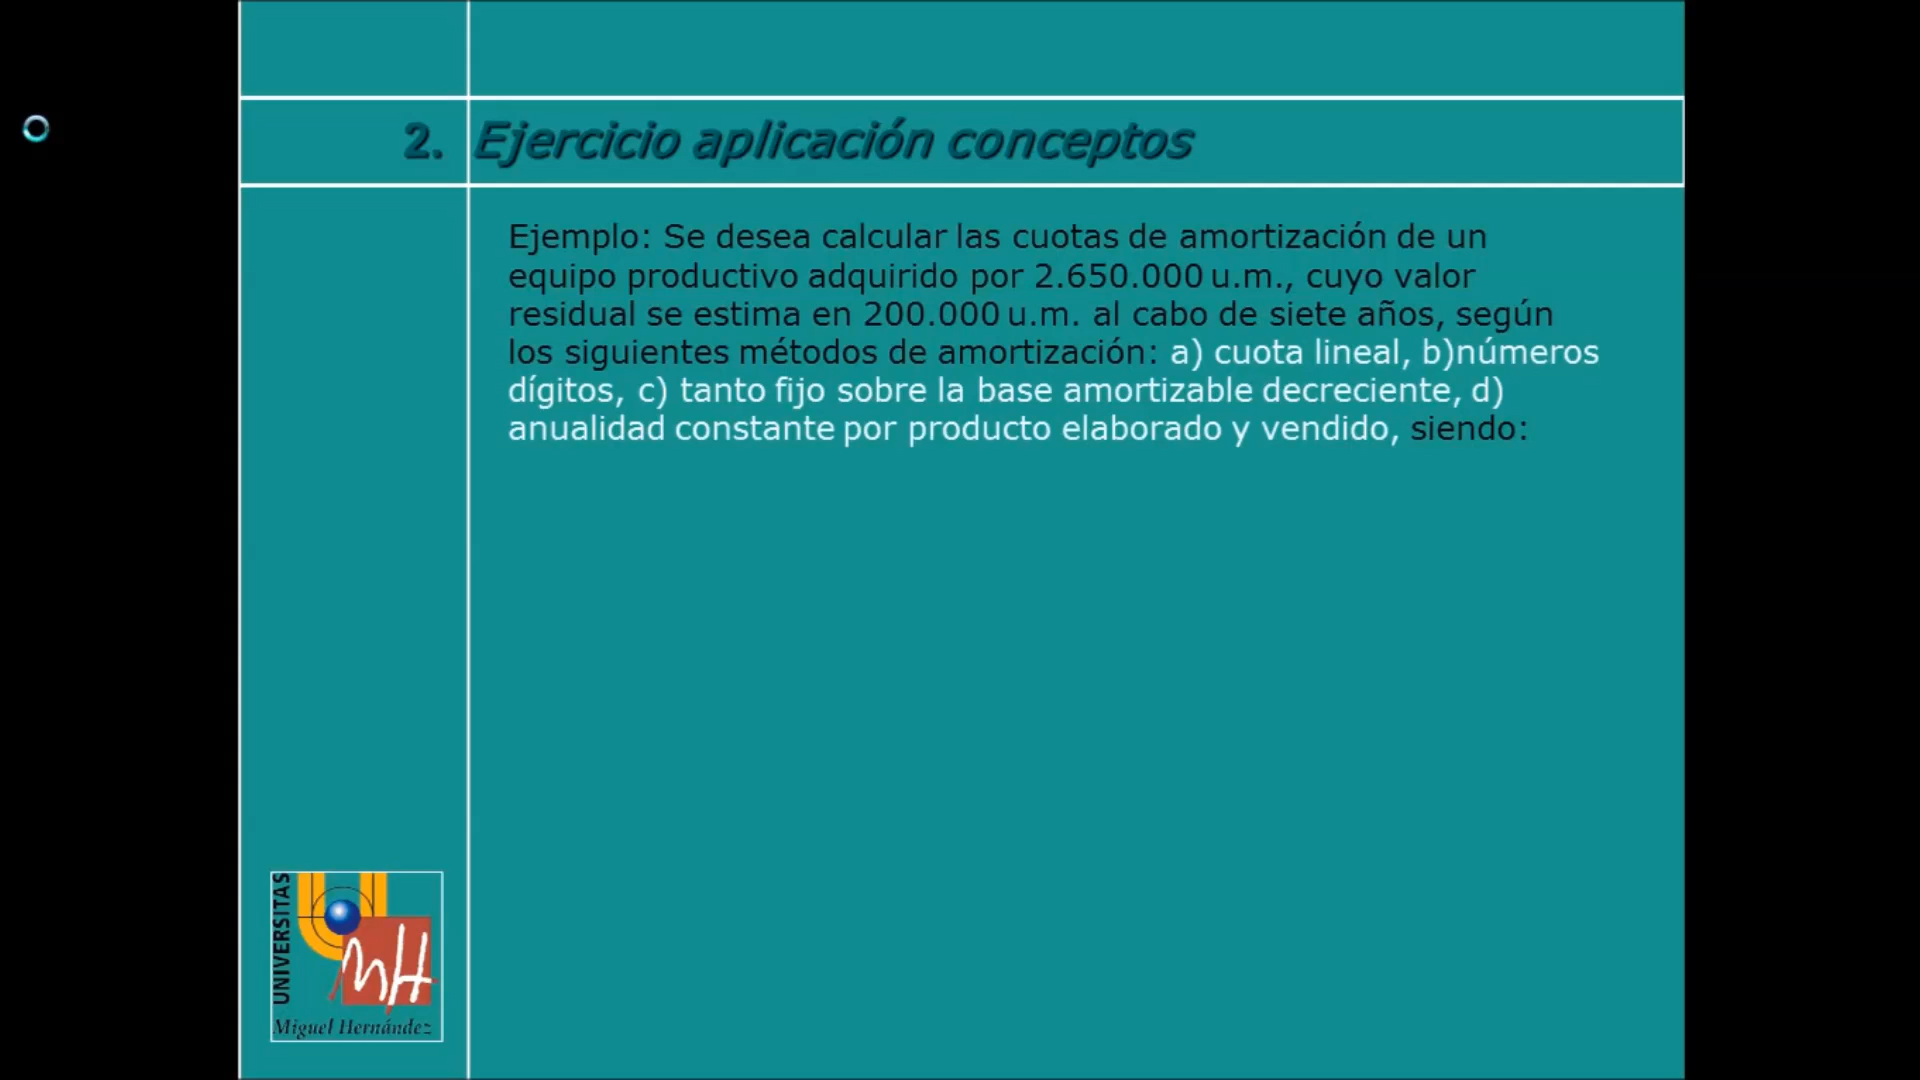 2. Ejercicio aplicación conceptos
Ejemplo: Se desea calcular las cuotas de amortización de un
equipo productivo adquirido por 2.650.000 u.m., cuyo valor
residual se estima en 200.000 u.m. al cabo de siete años, según
los siguientes métodos de amortización: a) cuota lineal, b)números
dígitos, c) tanto fijo sobre la base amortizable decreciente, d)
anualidad constante por producto elaborado y vendido, siendo:
UNIVERSITAS
MH
Miguel Hernández